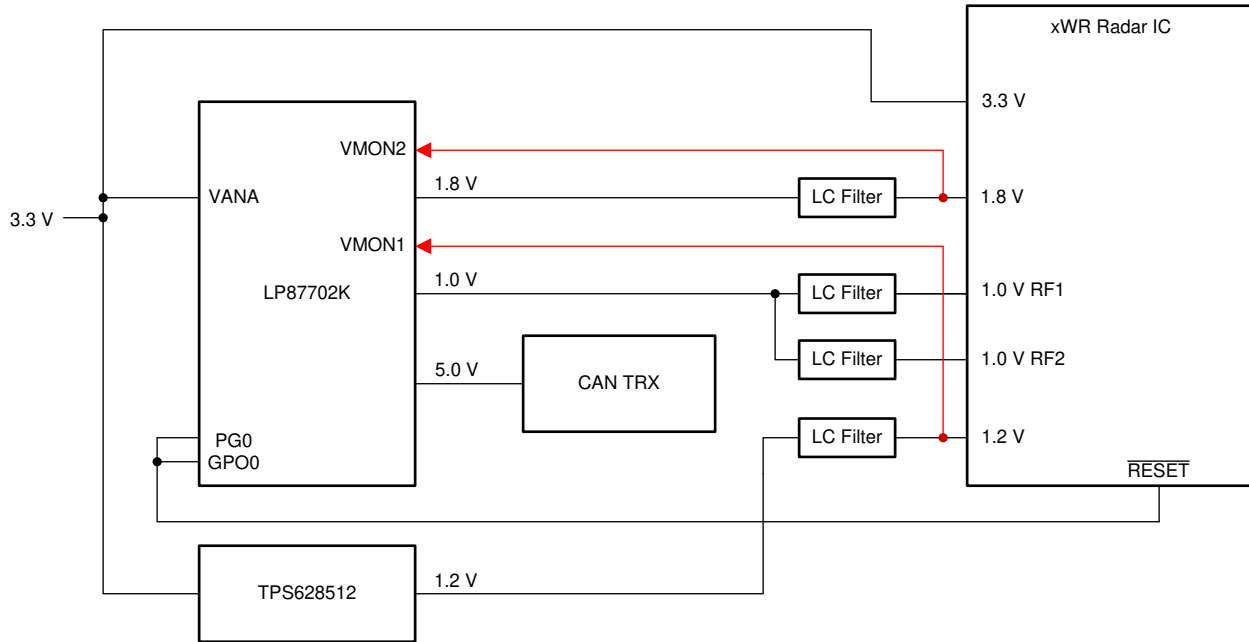 xWR Radar IC
3.3 V
VMON2
1.8 V
LC Filter
1.8 V
VANA
3.3 V
VMON1
LP87702K
1.0 V
LC Filter
1.0 V RF1
LC Filter
1.0 V RF2
5.0 V
CAN TRX
LC Filter
1.2 V
PG0
GPO0
RESET
TPS628512
1.2 V